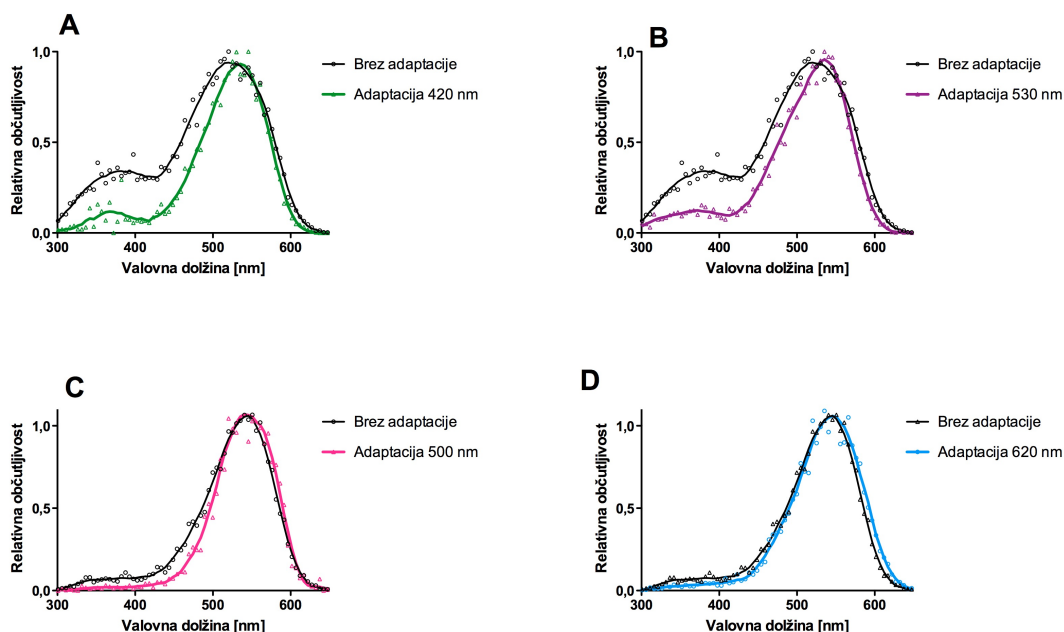 A
Relativna občutljivost
1,0
0,5
0,0
300 400 500 600
Valovna dolžina [nm]
Brez adaptacije
Adaptacija 420 nm
B
Relativna občutljivost
1,0
0,5
0,0
300 400 500 600
Valovna dolžina [nm]
Brez adaptacije
Adaptacija 530 nm
C
Relativna občutljivost
1,0
0,5
0,0
300 400 500 600
Valovna dolžina [nm]
Brez adaptacije
Adaptacija 500 nm
D
Relativna občutljivost
1,0
0,5
0,0
300 400 500 600
Valovna dolžina [nm]
Brez adaptacije
Adaptacija 620 nm